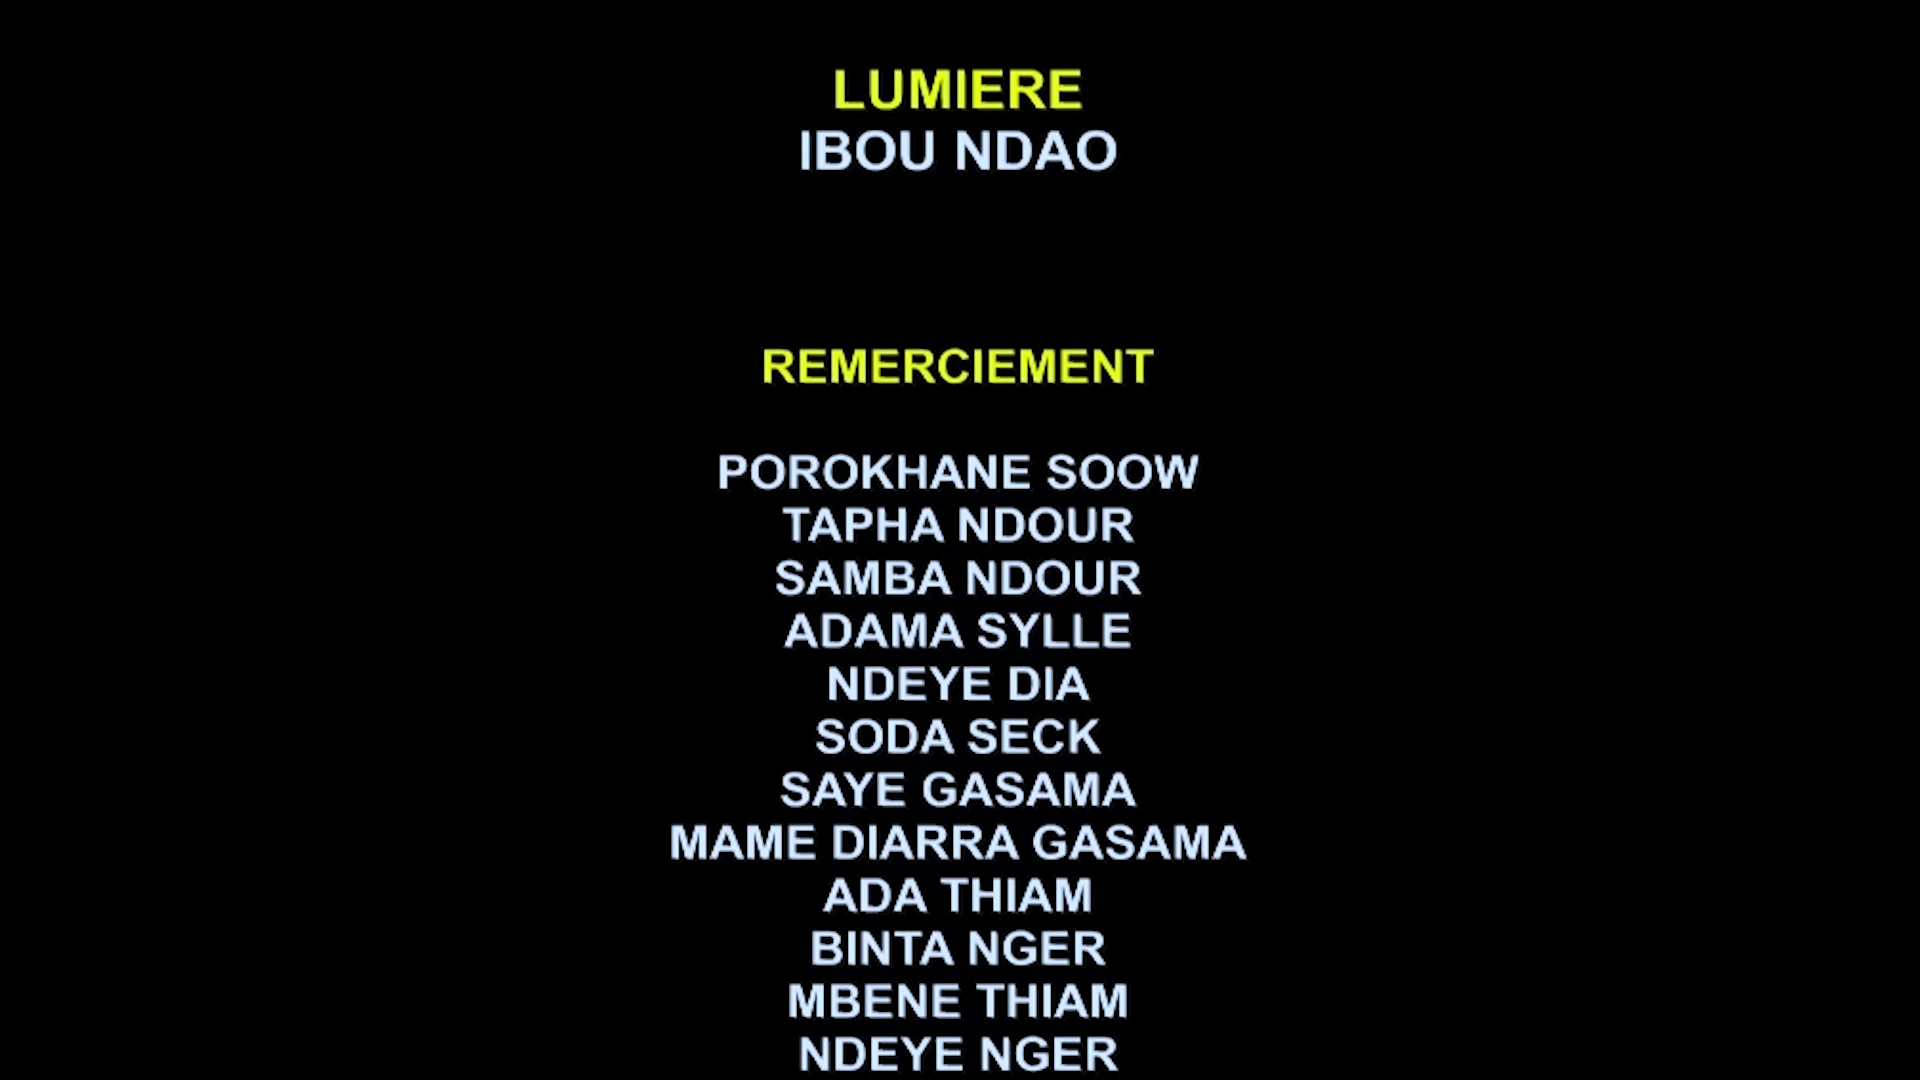 LUMIERE
IBOU NDAO
REMERCIEMENT
POROKHANE SOOW
TAPHA NDOUR
SAMBA NDOUR
ADAMA SYLLE
NDEYE DIA
SODA SECK
SAYE GASAMA
MAME DIARRA GASAMA
ADA THIAM
BINTA NGER
MBENE THIAM
NDEYE NGER